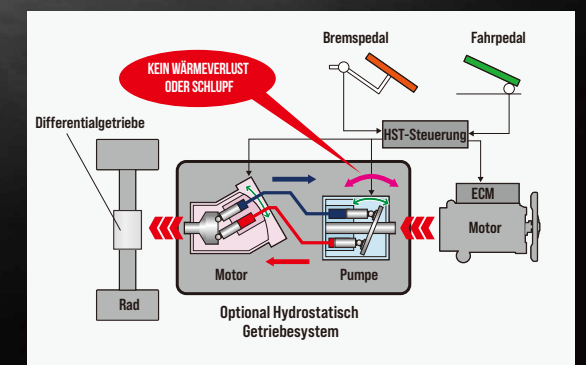 Bremspedal
Fahrpedal
KEIN WÄRMEVERLUST
ODER SCHLUPF
Differentialgetriebe
HST-Steuerung
ECM
Motor
Motor
Pumpe
Rad
Optional Hydrostatisch
Getriebesystem